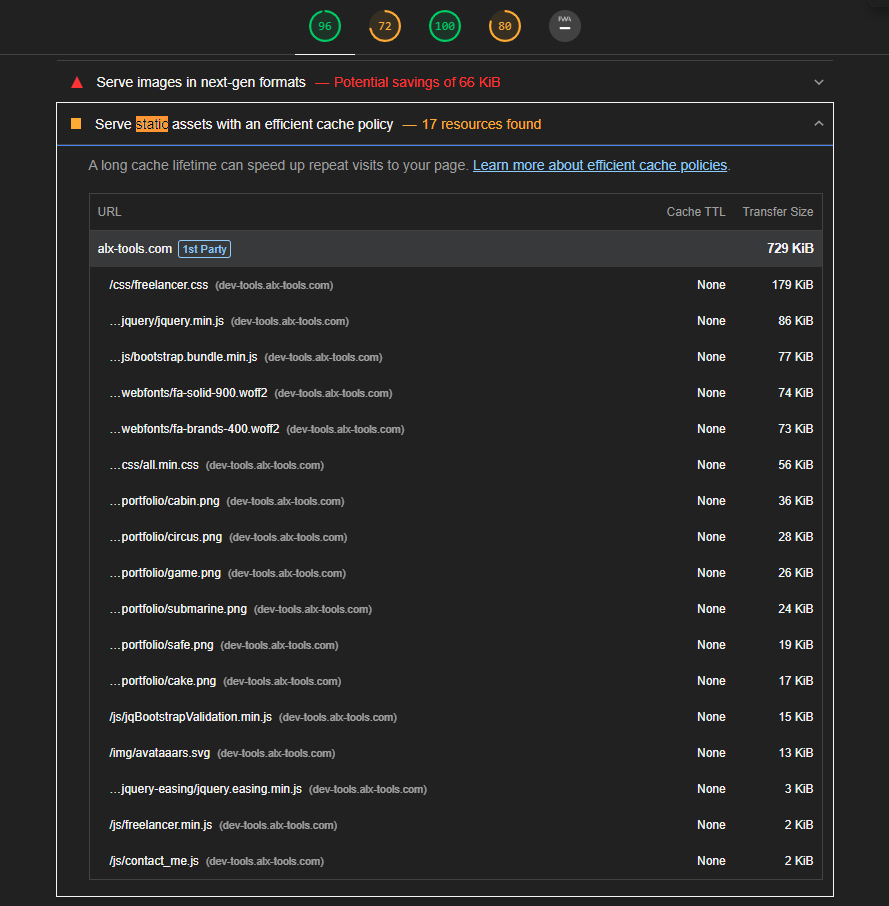 96 72 100 80 PWA
Serve images in next-gen formats — Potential savings of 66 KiB
Serve static assets with an efficient cache policy — 17 resources found
A long cache lifetime can speed up repeat visits to your page. Learn more about efficient cache policies.
URL Cache TTL Transfer Size
alx-tools.com 1st Party 729 KiB
/css/freelancer.css (dev-tools.alx-tools.com) None 179 KiB
…jquery/jquery.min.js (dev-tools.alx-tools.com) None 86 KiB
…js/bootstrap.bundle.min.js (dev-tools.alx-tools.com) None 77 KiB
…webfonts/fa-solid-900.woff2 (dev-tools.alx-tools.com) None 74 KiB
…webfonts/fa-brands-400.woff2 (dev-tools.alx-tools.com) None 73 KiB
…css/all.min.css (dev-tools.alx-tools.com) None 56 KiB
…portfolio/cabin.png (dev-tools.alx-tools.com) None 36 KiB
…portfolio/circus.png (dev-tools.alx-tools.com) None 28 KiB
…portfolio/game.png (dev-tools.alx-tools.com) None 26 KiB
…portfolio/submarine.png (dev-tools.alx-tools.com) None 24 KiB
…portfolio/safe.png (dev-tools.alx-tools.com) None 19 KiB
…portfolio/cake.png (dev-tools.alx-tools.com) None 17 KiB
/js/jqBootstrapValidation.min.js (dev-tools.alx-tools.com) None 15 KiB
/img/avataaars.svg (dev-tools.alx-tools.com) None 13 KiB
…jquery-easing/jquery.easing.min.js (dev-tools.alx-tools.com) None 3 KiB
/js/freelancer.min.js (dev-tools.alx-tools.com) None 2 KiB
/js/contact_me.js (dev-tools.alx-tools.com) None 2 KiB